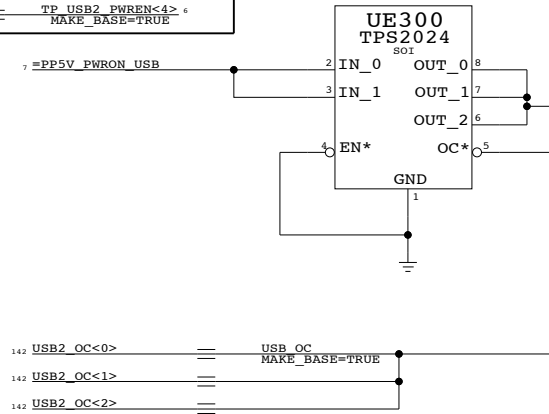 TP_USB2_PWREN<4> 6
MAKE_BASE=TRUE
UE300
TPS2024
SOI
7 =PP5V_PWRON_USB
2 IN_0 OUT_0 8
3 IN_1 OUT_1 7
OUT_2 6
4 EN* OC* 5
GND
1
142 USB2_OC<0> USB_OC
MAKE_BASE=TRUE
142 USB2_OC<1>
142 USB2_OC<2>